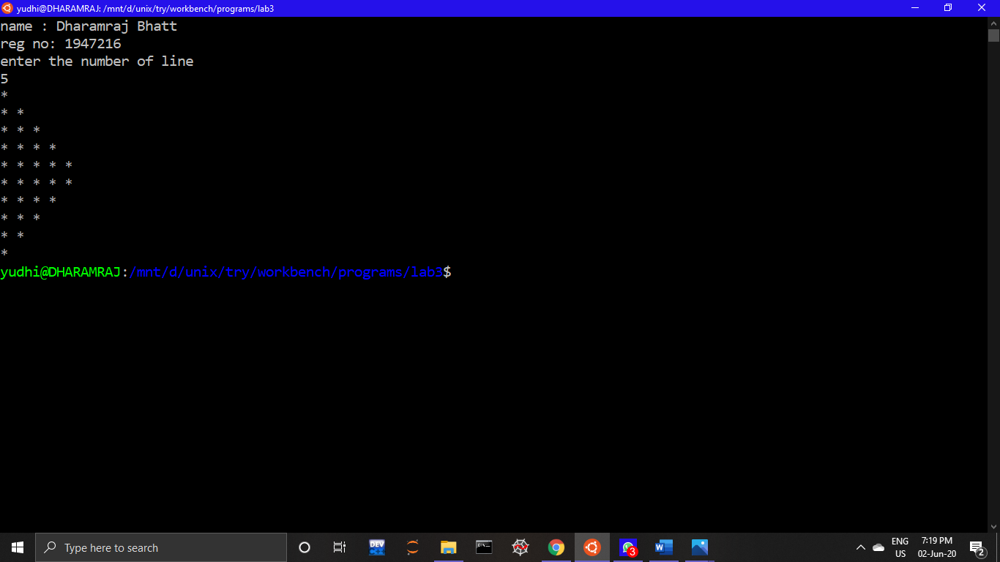 yudhi@DHARAMRAJ: /mnt/d/unix/try/workbench/programs/lab3
name : Dharamraj Bhatt
reg no: 1947216
enter the number of line
5
*
* *
* * *
* * * *
* * * * *
* * * * *
* * * *
* * *
* *
*
yudhi@DHARAMRAJ:/mnt/d/unix/try/workbench/programs/lab3$
Type here to search
DEV
C++
C:\
3
W
ENG
US
7:19 PM
02-Jun-20
2